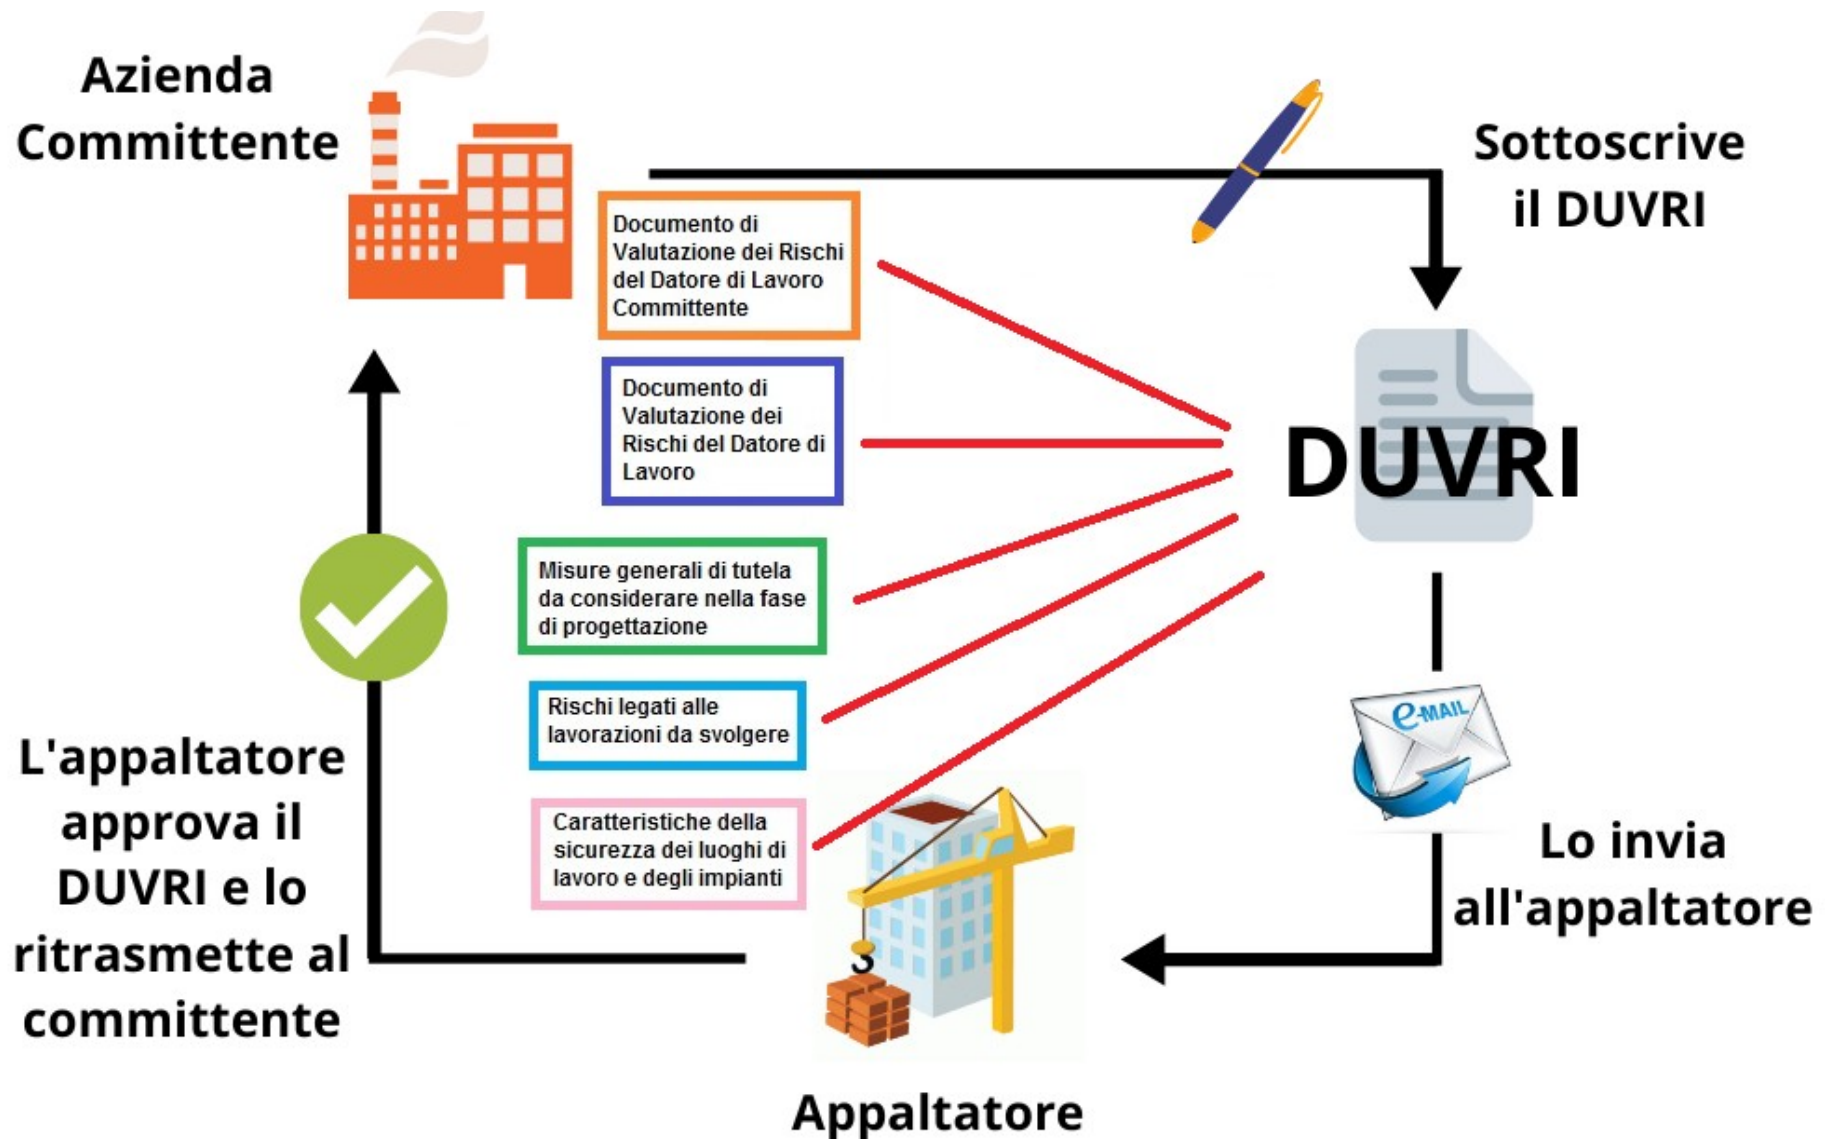 Azienda
Committente
Sottoscrive
il DUVRI
Documento di
Valutazione dei Rischi
del Datore di Lavoro
Committente
Documento di
Valutazione dei
Rischi del Datore di
Lavoro
DUVRI
Misure generali di tutela
da considerare nella fase
di progettazione
Rischi legati alle
lavorazioni da svolgere
e-MAIL
Caratteristiche della
sicurezza dei luoghi di
lavoro e degli impianti
Lo invia
all'appaltatore
L'appaltatore
approva il
DUVRI e lo
ritrasmette al
committente
Appaltatore